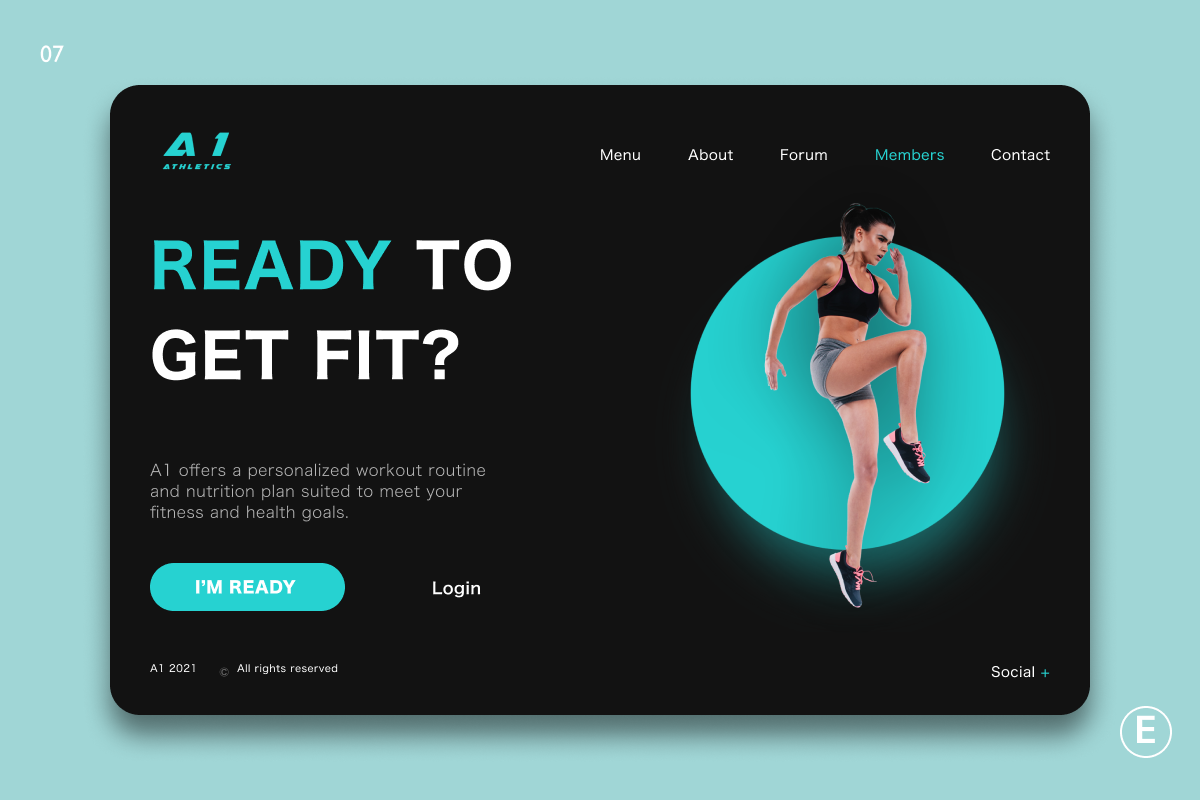 07
A1
ATHLETICS
Menu About Forum Members Contact
READY TO
GET FIT?
A1 offers a personalized workout routine
and nutrition plan suited to meet your
fitness and health goals.
I’M READY Login
A1 2021 © All rights reserved
Social +
E